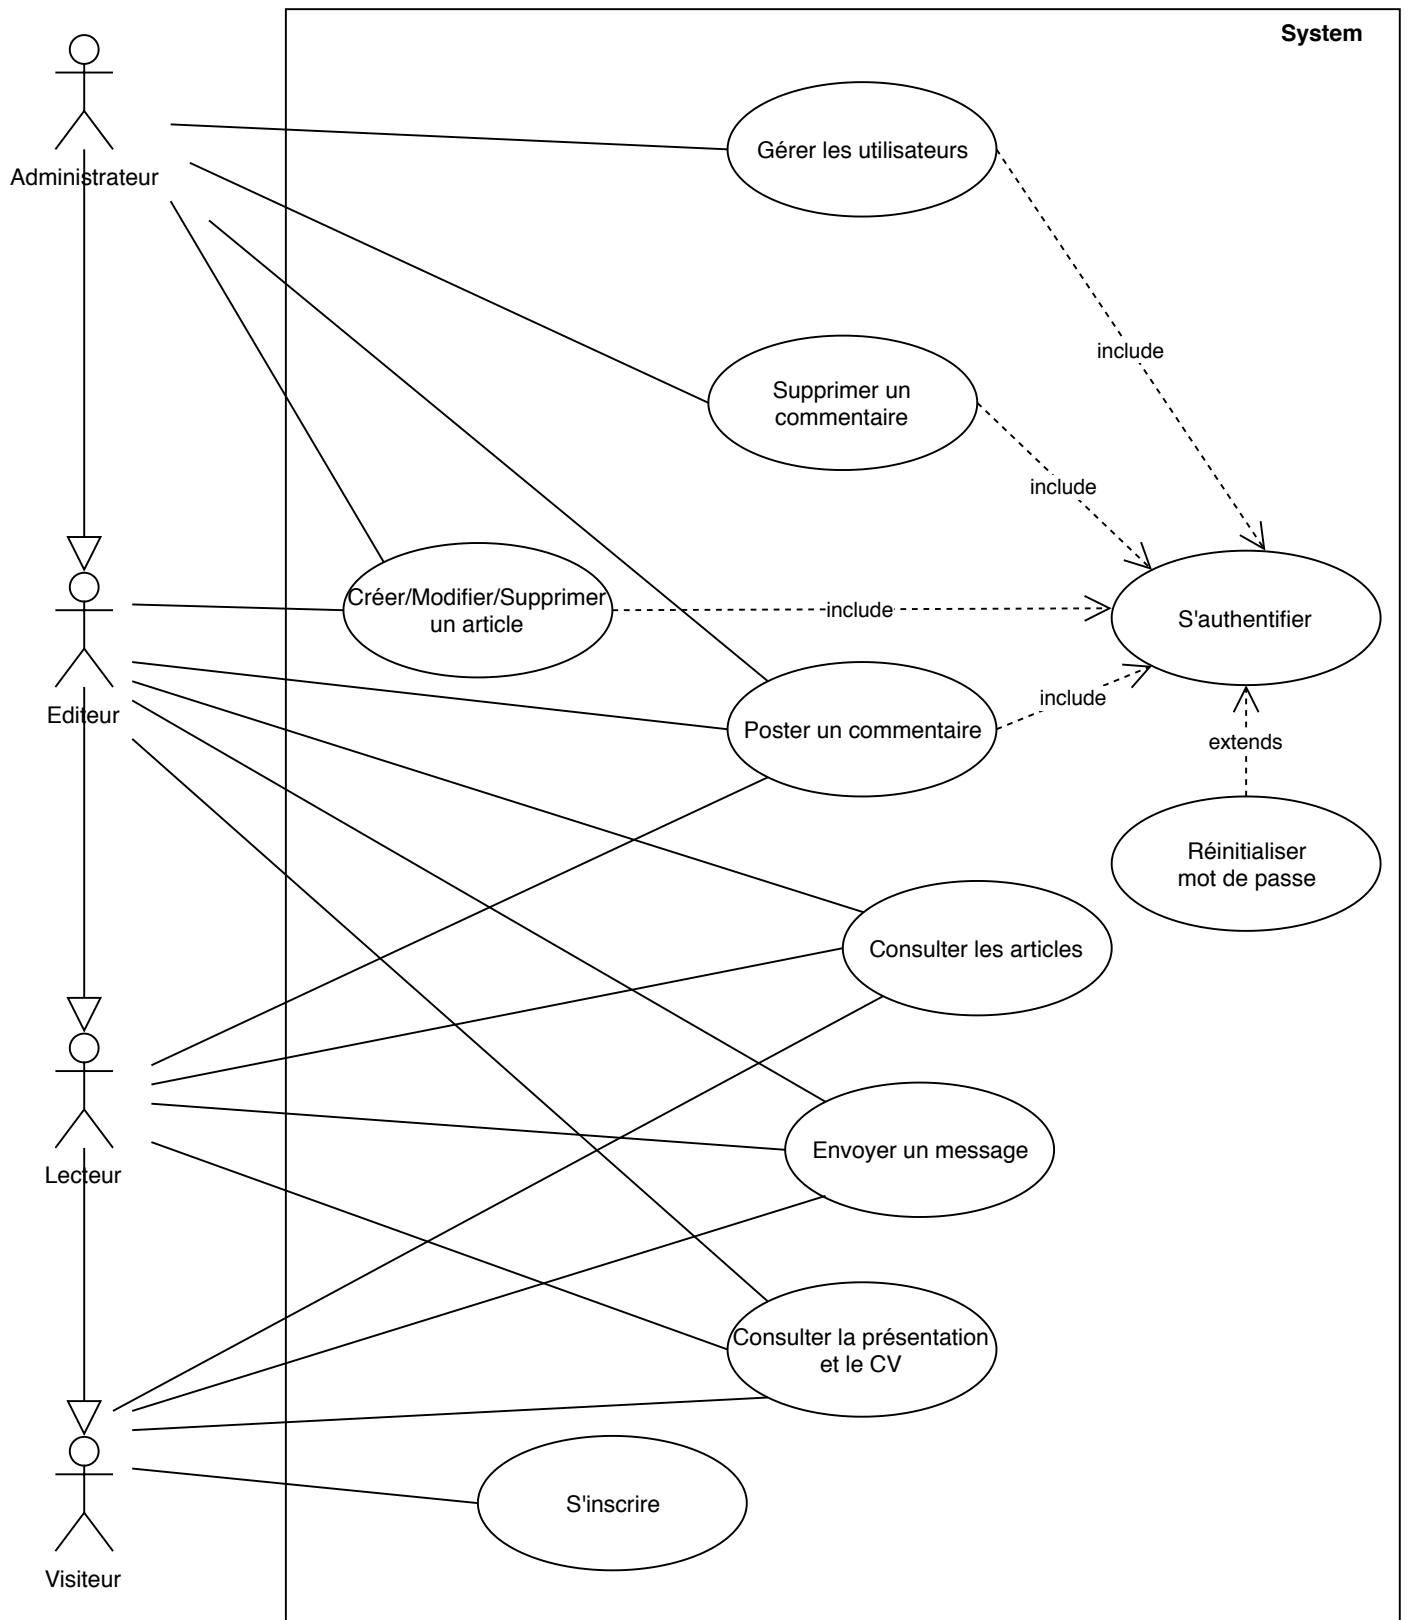 System
Administrateur
Gérer les utilisateurs
include
Supprimer un
commentaire
include
Créer/Modifier/Supprimer
un article
include
S'authentifier
Editeur
Poster un commentaire
include
extends
Réinitialiser
mot de passe
Consulter les articles
Lecteur
Envoyer un message
Consulter la présentation
et le CV
S'inscrire
Visiteur